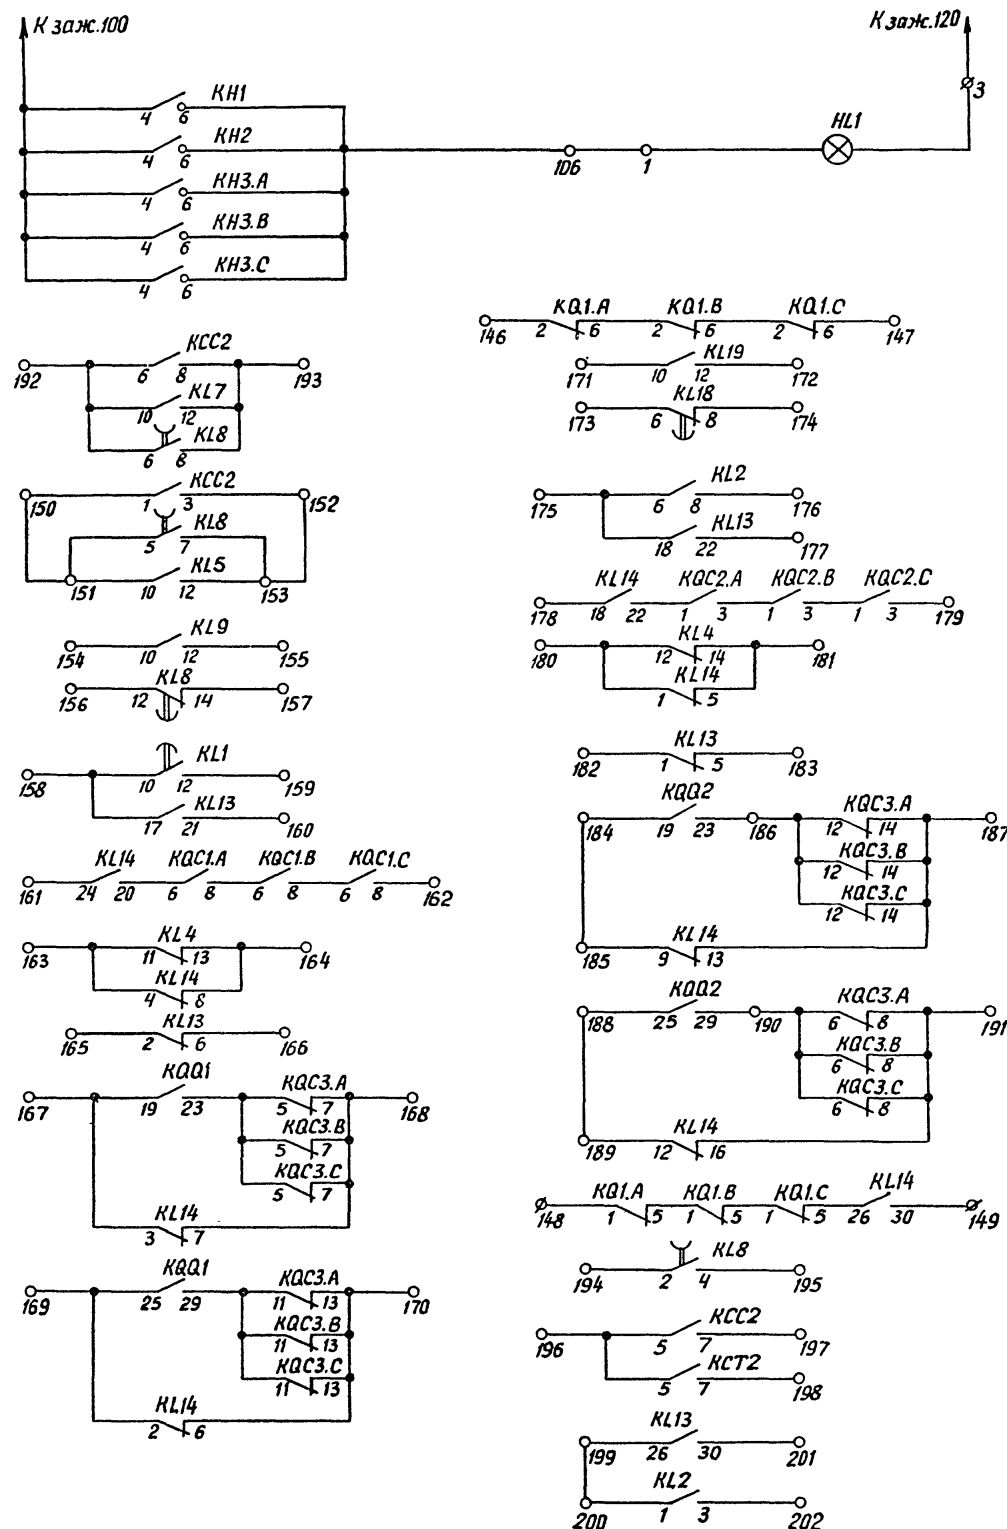 К заж.100
К заж.120
3
КН1
4 6
КН2
4 6
КН3.А
4 6
КН3.В
4 6
КН3.С
4 6
106
1
HL1
192
KCC2
6 8
193
KL7
10 12
KL8
6 8
150
KCC2
1 3
152
KL8
5 7
151
KL5
10 12
153
154
KL9
10 12
155
156
KL8
12 14
157
158
KL1
10 12
159
KL13
17 21
160
161
KL14
24 20
KQC1.A
6 8
KQC1.B
6 8
KQC1.C
6 8
162
163
KL4
11 13
164
KL14
4 8
165
KL13
2 6
166
167
KQQ1
19 23
KQC3.A
5 7
168
KQC3.B
5 7
KQC3.C
5 7
KL14
3 7
169
KQQ1
25 29
KQC3.A
11 13
170
KQC3.B
11 13
KQC3.C
11 13
KL14
2 6
146
KQ1.A
2 6
KQ1.B
2 6
KQ1.C
2 6
147
171
KL19
10 12
172
173
KL18
6 8
174
175
KL2
6 8
176
KL13
18 22
177
178
KL14
18 22
KQC2.A
1 3
KQC2.B
1 3
KQC2.C
1 3
179
180
KL4
12 14
181
KL14
1 5
182
KL13
1 5
183
184
KQQ2
19 23
186
KQC3.A
12 14
187
KQC3.B
12 14
KQC3.C
12 14
185
KL14
9 13
188
KQQ2
25 29
190
KQC3.A
6 8
191
KQC3.B
6 8
KQC3.C
6 8
189
KL14
12 16
148
KQ1.A
1 5
KQ1.B
1 5
KQ1.C
1 5
KL14
26 30
149
194
KL8
2 4
195
196
KCC2
5 7
197
KCT2
5 7
198
199
KL13
26 30
201
200
KL2
1 3
202